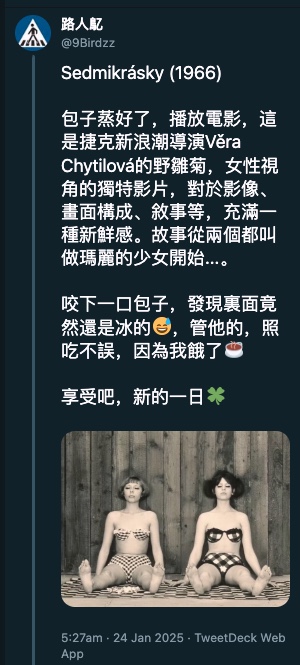 路人鳦
@9Birdzz
Sedmikrásky (1966)
包子蒸好了，播放電影，這
是捷克新浪潮導演Věra
Chytilová的野雛菊，女性視
角的獨特影片，對於影像、
畫面構成、敘事等，充滿一
種新鮮感。故事從兩個都叫
做瑪麗的少女開始...。
咬下一口包子，發現裏面竟
然還是冰的😅，管他的，照
吃不誤，因為我餓了☕
享受吧，新的一日🍀
5:27am · 24 Jan 2025 · TweetDeck Web
App